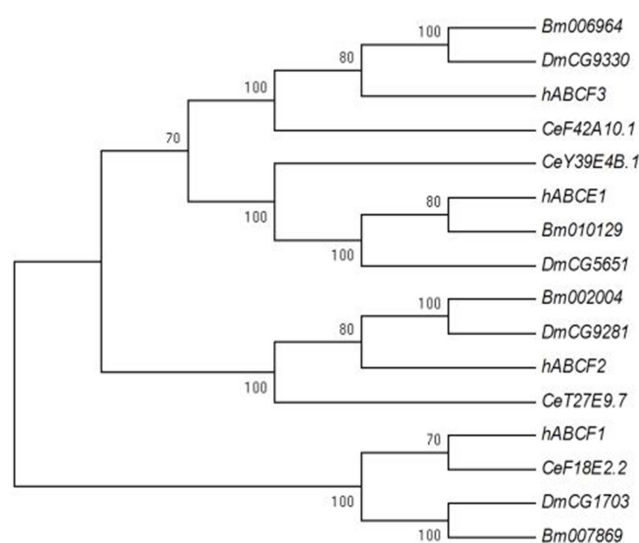 Bm006964
100
DmCG9330
80
100
hABCF3
CeF42A10.1
70
CeY39E4B.1
hABCE1
80
100
Bm010129
100
DmCG5651
Bm002004
100
DmCG9281
80
hABCF2
100
CeT27E9.7
hABCF1
70
CeF18E2.2
100
DmCG1703
100
Bm007869